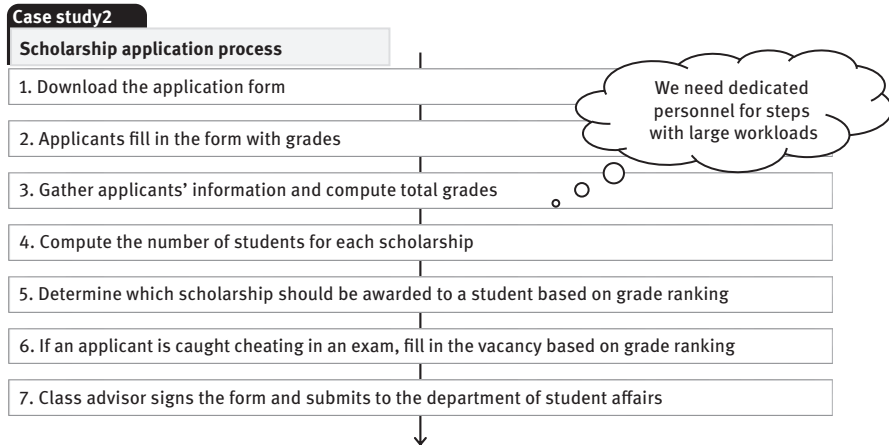 Case study2
Scholarship application process
1. Download the application form
We need dedicated
personnel for steps
with large workloads
2. Applicants fill in the form with grades
3. Gather applicants’ information and compute total grades
4. Compute the number of students for each scholarship
5. Determine which scholarship should be awarded to a student based on grade ranking
6. If an applicant is caught cheating in an exam, fill in the vacancy based on grade ranking
7. Class advisor signs the form and submits to the department of student affairs